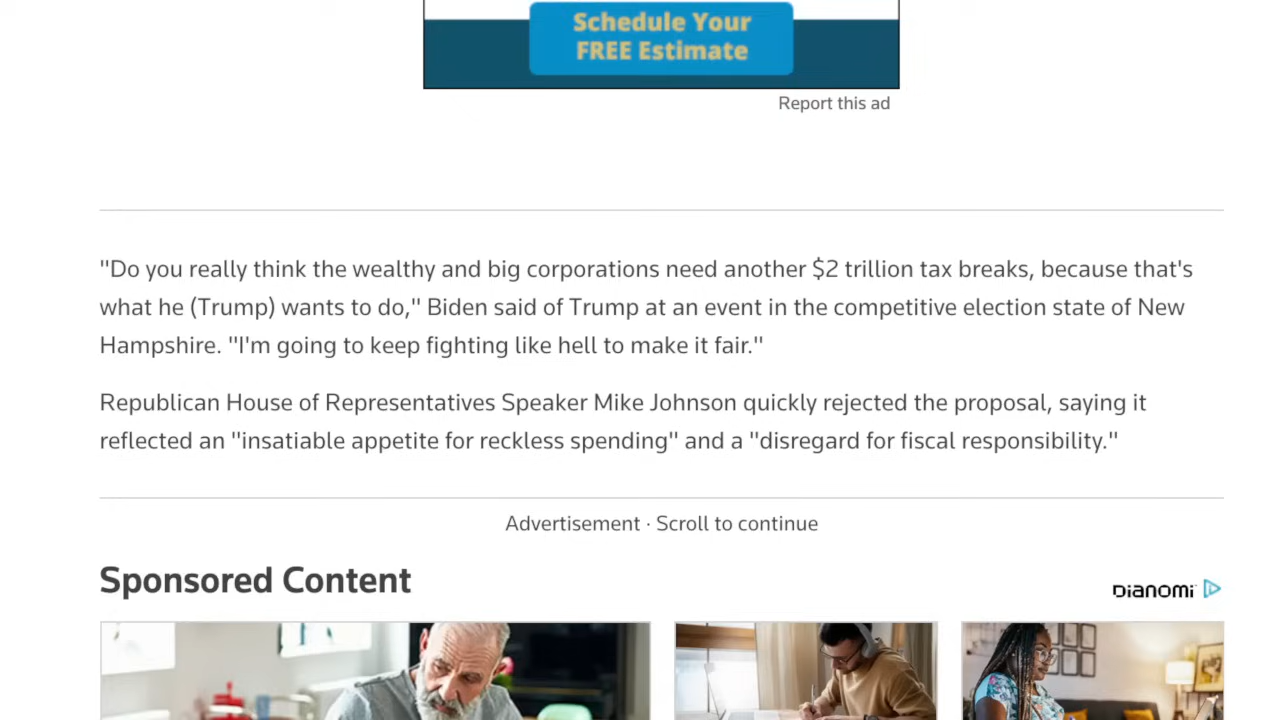 Schedule Your
FREE Estimate
Report this ad
"Do you really think the wealthy and big corporations need another $2 trillion tax breaks, because that's
what he (Trump) wants to do," Biden said of Trump at an event in the competitive election state of New
Hampshire. "I'm going to keep fighting like hell to make it fair."
Republican House of Representatives Speaker Mike Johnson quickly rejected the proposal, saying it
reflected an "insatiable appetite for reckless spending" and a "disregard for fiscal responsibility."
Advertisement · Scroll to continue
Sponsored Content
DIANOMI